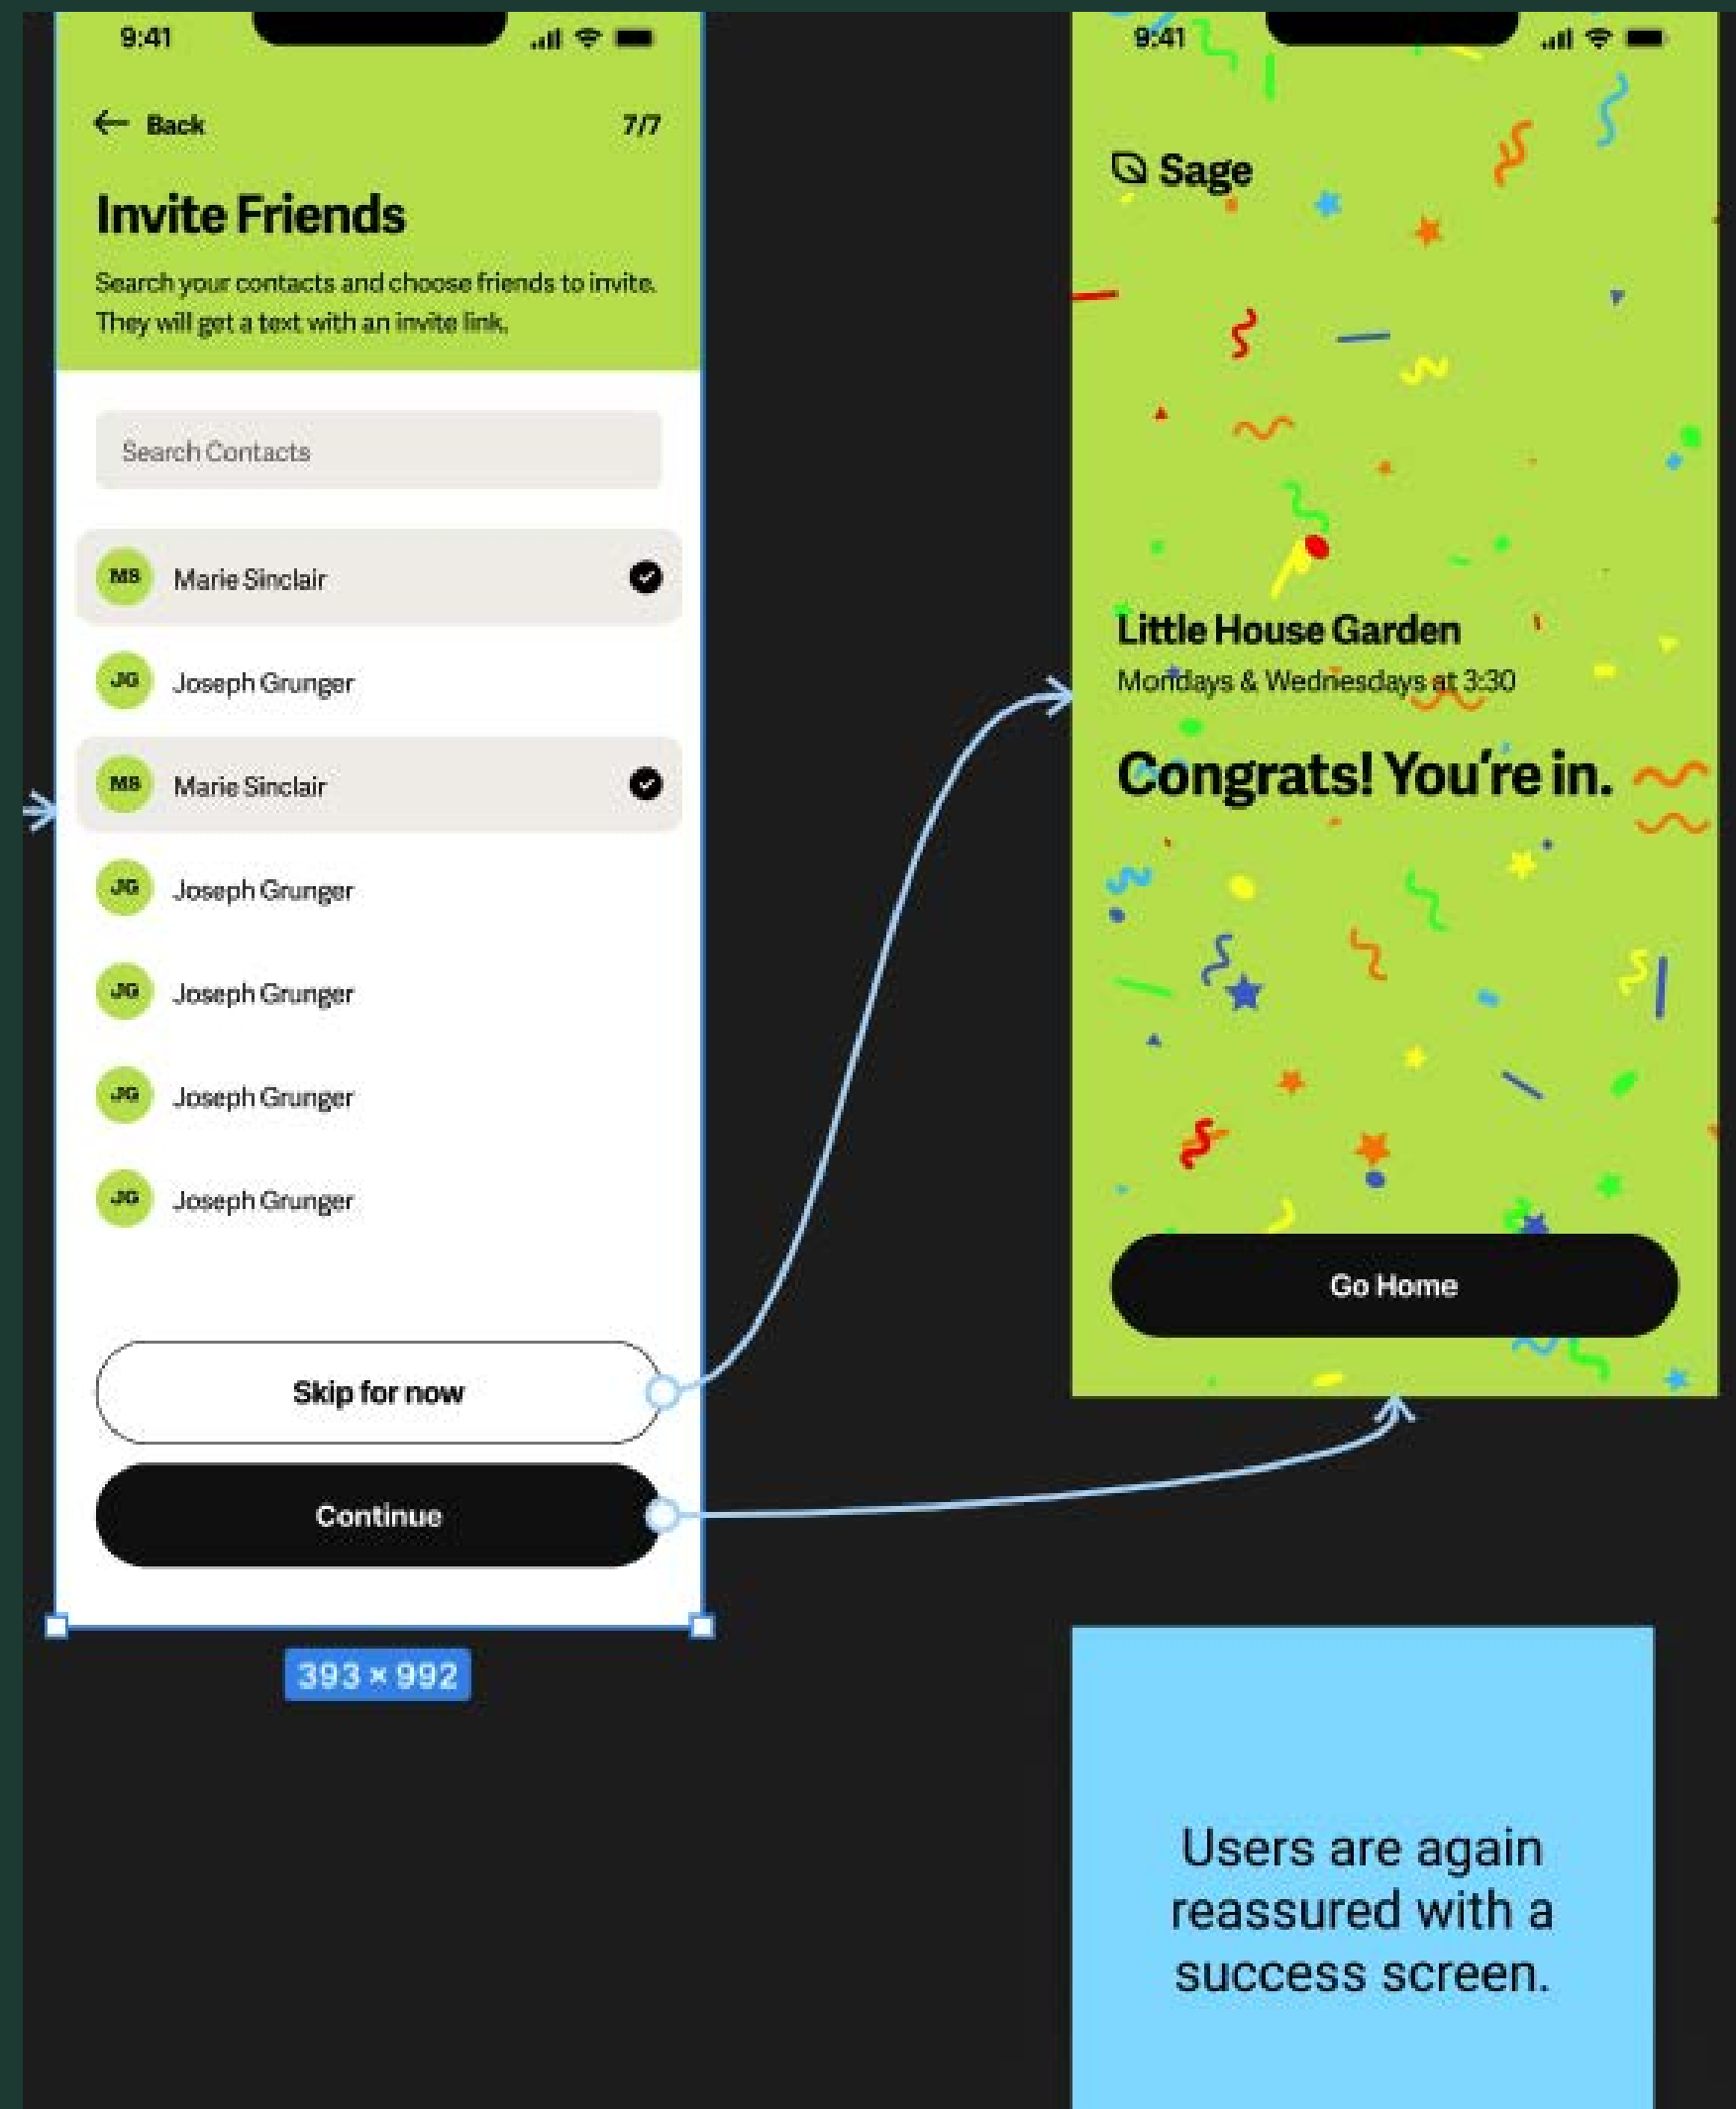 9:41
Back
7/7
Invite Friends
Search your contacts and choose friends to invite.
They will get a text with an invite link.
Search Contacts
MS Marie Sinclair
JG Joseph Grunger
MS Marie Sinclair
JG Joseph Grunger
JG Joseph Grunger
JG Joseph Grunger
JG Joseph Grunger
Skip for now
Continue
393 × 992
9:41
Sage
Little House Garden
Mondays & Wednesdays at 3:30
Congrats! You're in.
Go Home
Users are again
reassured with a
success screen.